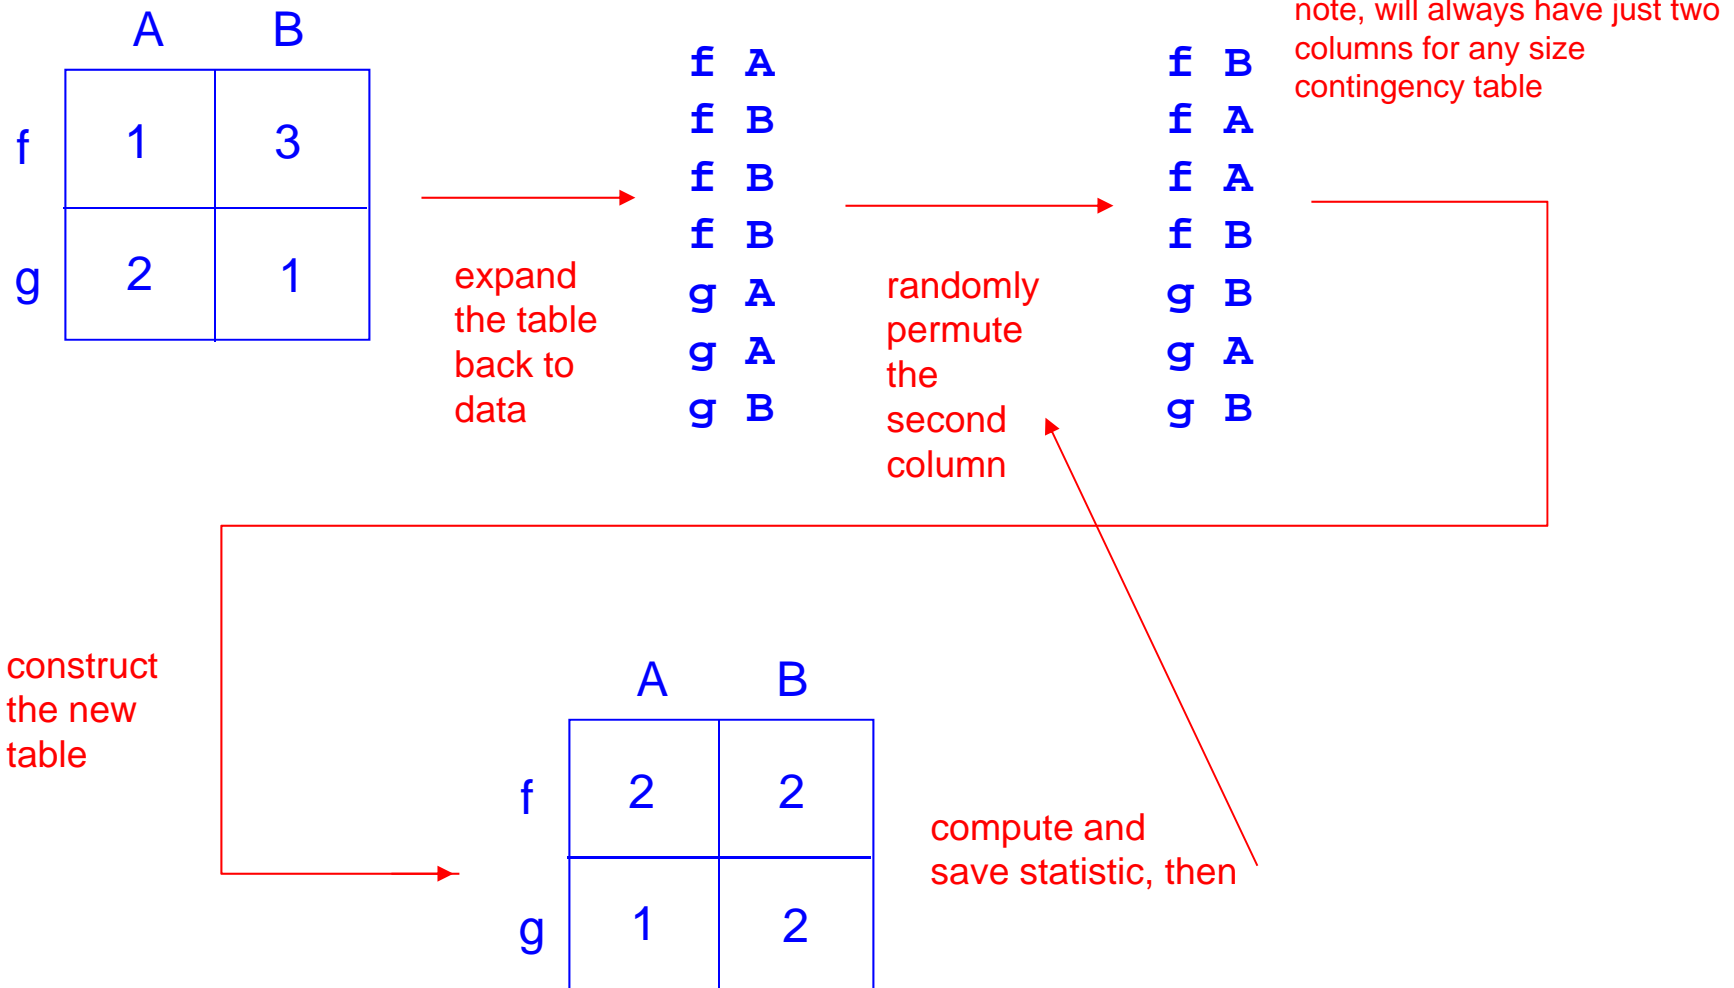 note, will always have just two
columns for any size
contingency table
A B
f 1 3
g 2 1
expand
the table
back to
data
f A
f B
f B
f B
g A
g A
g B
randomly
permute
the
second
column
f B
f A
f A
f B
g B
g A
g B
construct
the new
table
A B
f 2 2
g 1 2
compute and
save statistic, then